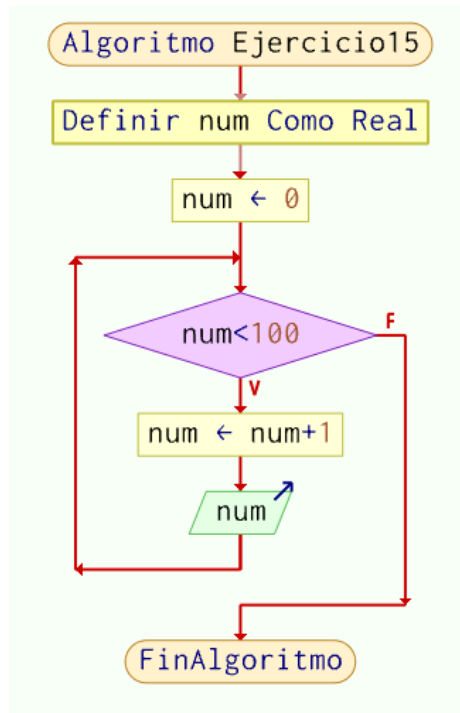 Algoritmo Ejercicio15
Definir num Como Real
num ← 0
num<100
F
V
num ← num+1
num
FinAlgoritmo